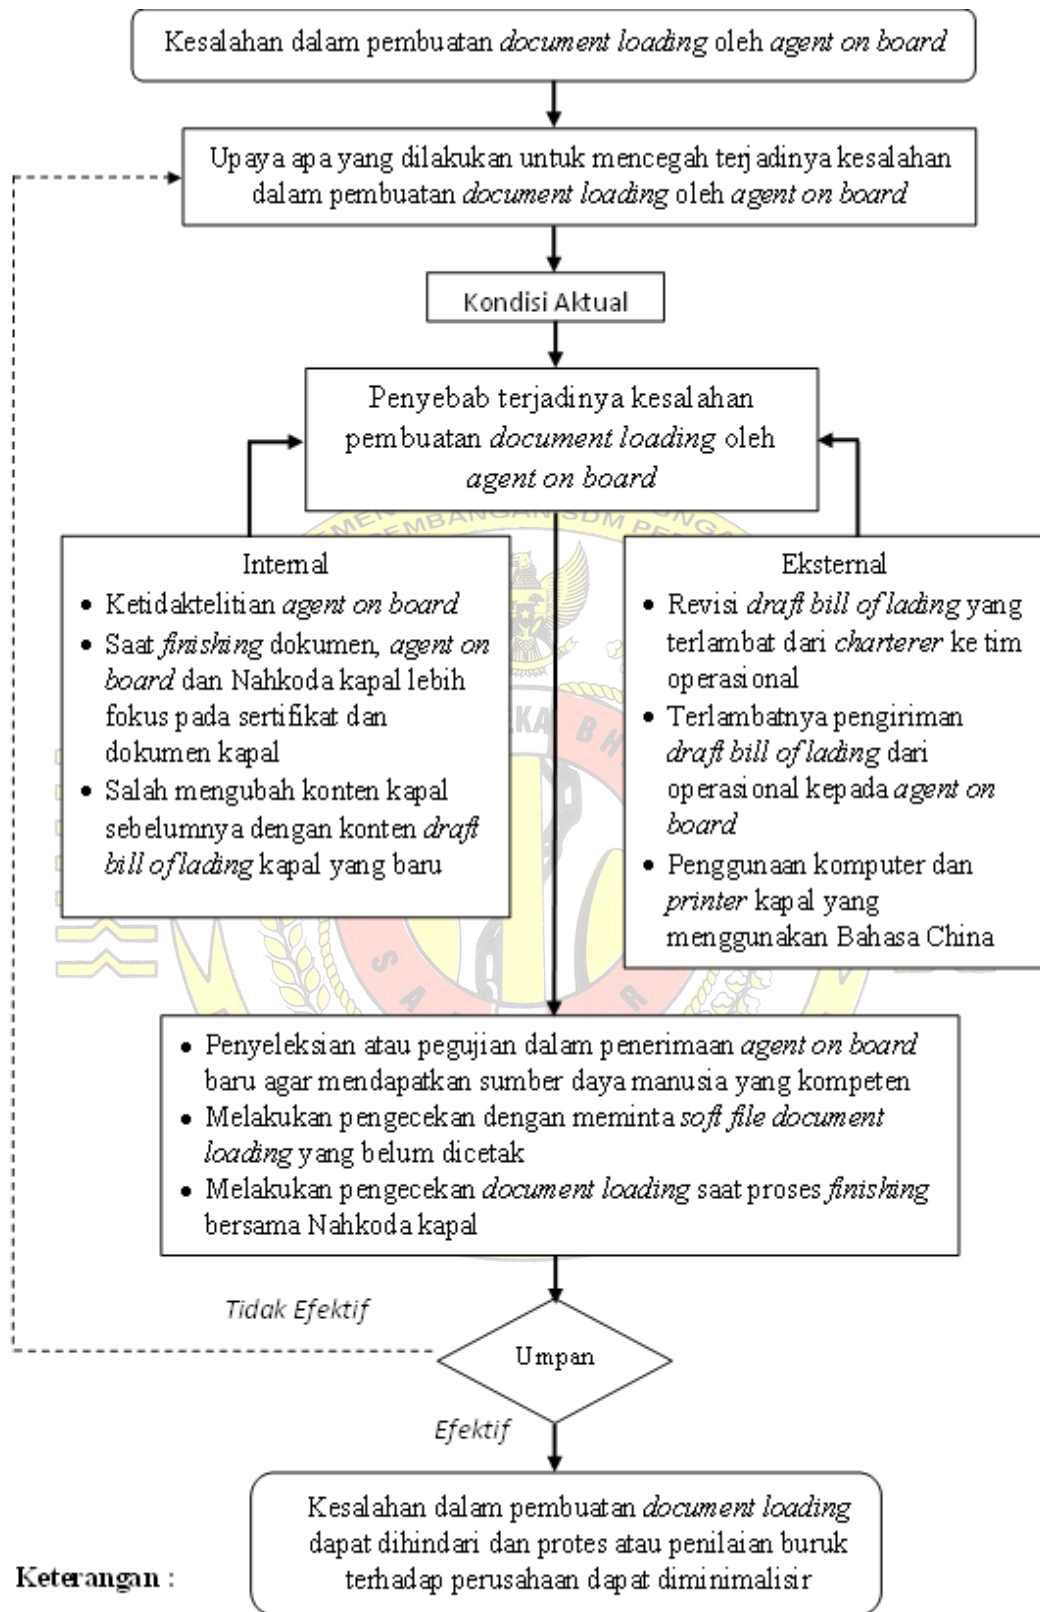 Kesalahan dalam pembuatan document loading oleh agent on board
Upaya apa yang dilakukan untuk mencegah terjadinya kesalahan
dalam pembuatan document loading oleh agent on board
Kondisi Aktual
Penyebab terjadinya kesalahan
pembuatan document loading oleh
agent on board
Internal
• Ketidaktelitian agent on board
• Saat finishing dokumen, agent on
board dan Nahkoda kapal lebih
fokus pada sertifikat dan
dokumen kapal
• Salah mengubah konten kapal
sebelumnya dengan konten draft
bill of lading kapal yang baru
Eksternal
• Revisi draft bill of lading yang
terlambat dari charterer ke tim
operasional
• Terlambatnya pengiriman
draft bill of lading dari
operasional kepada agent on
board
• Penggunaan komputer dan
printer kapal yang
menggunakan Bahasa China
• Penyeleksian atau pegujian dalam penerimaan agent on board
baru agar mendapatkan sumber daya manusia yang kompeten
• Melakukan pengecekan dengan meminta soft file document
loading yang belum dicetak
• Melakukan pengecekan document loading saat proses finishing
bersama Nahkoda kapal
Tidak Efektif
Umpan
Efektif
Kesalahan dalam pembuatan document loading
dapat dihindari dan protes atau penilaian buruk
terhadap perusahaan dapat diminimalisir
Keterangan :